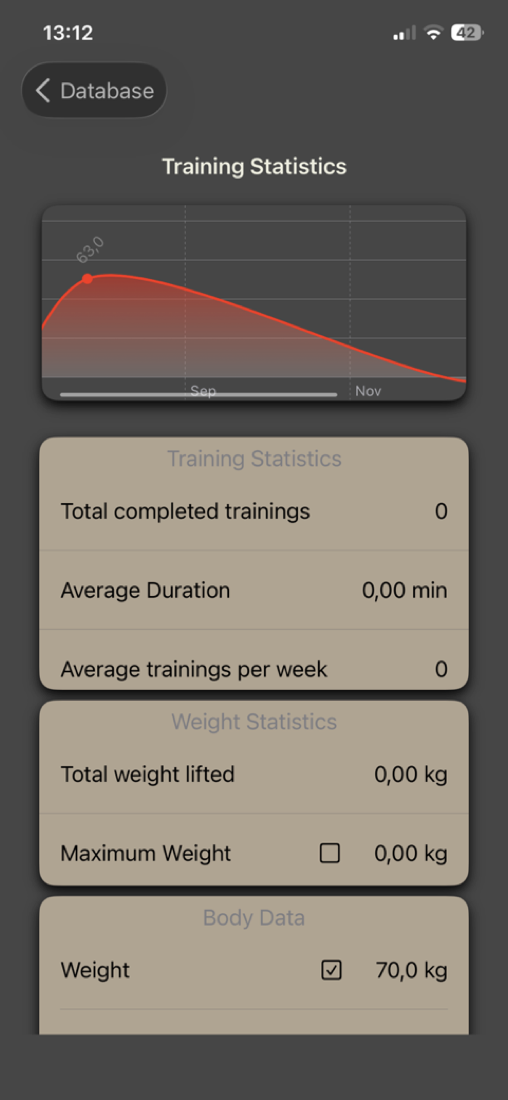 13:12
42
Database
Training Statistics
63,0
Sep
Nov
Training Statistics
Total completed trainings 0
Average Duration 0,00 min
Average trainings per week 0
Weight Statistics
Total weight lifted 0,00 kg
Maximum Weight 0,00 kg
Body Data
Weight 70,0 kg